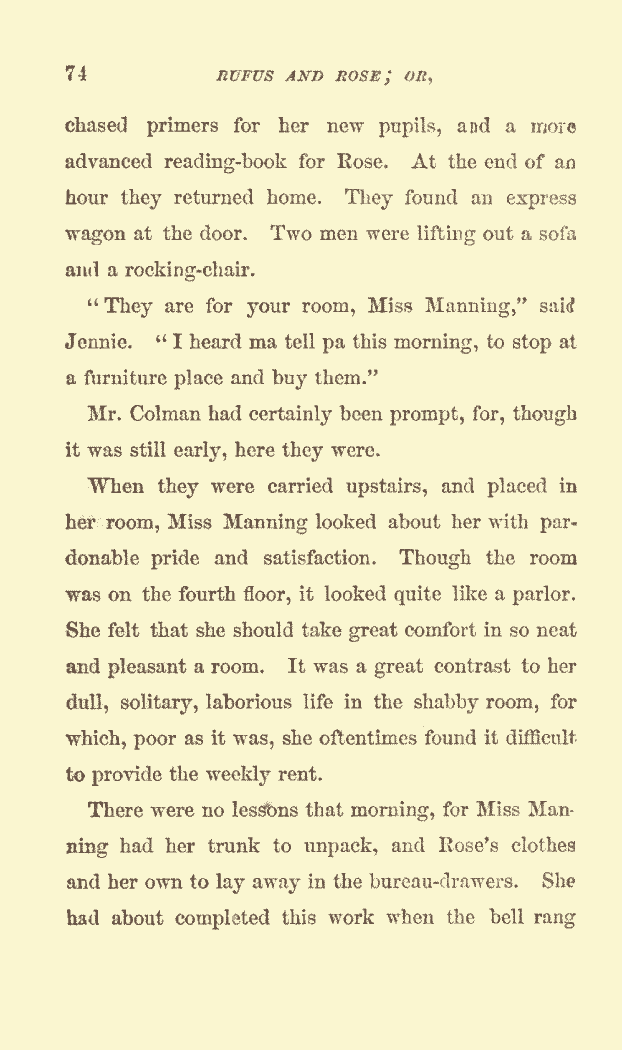 74 RUFUS AND ROSE; OR,
chased primers for her new pupils, and a more
advanced reading-book for Rose. At the end of an
hour they returned home. They found an express
wagon at the door. Two men were lifting out a sofa
and a rocking-chair.
“They are for your room, Miss Manning,” said
Jennie. “I heard ma tell pa this morning, to stop at
a furniture place and buy them.”
Mr. Colman had certainly been prompt, for, though
it was still early, here they were.
When they were carried upstairs, and placed in
her room, Miss Manning looked about her with par-
donable pride and satisfaction. Though the room
was on the fourth floor, it looked quite like a parlor.
She felt that she should take great comfort in so neat
and pleasant a room. It was a great contrast to her
dull, solitary, laborious life in the shabby room, for
which, poor as it was, she oftentimes found it difficult
to provide the weekly rent.
There were no lessons that morning, for Miss Man-
ning had her trunk to unpack, and Rose’s clothes
and her own to lay away in the bureau-drawers. She
had about completed this work when the bell rang